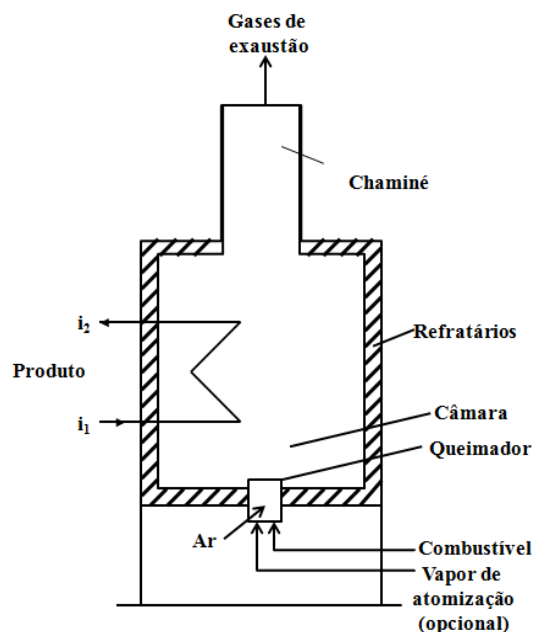 Gases de
exaustão
Chaminé
i₂
Refratários
Produto
Câmara
i₁
Queimador
Ar
Combustível
Vapor de
atomização
(opcional)